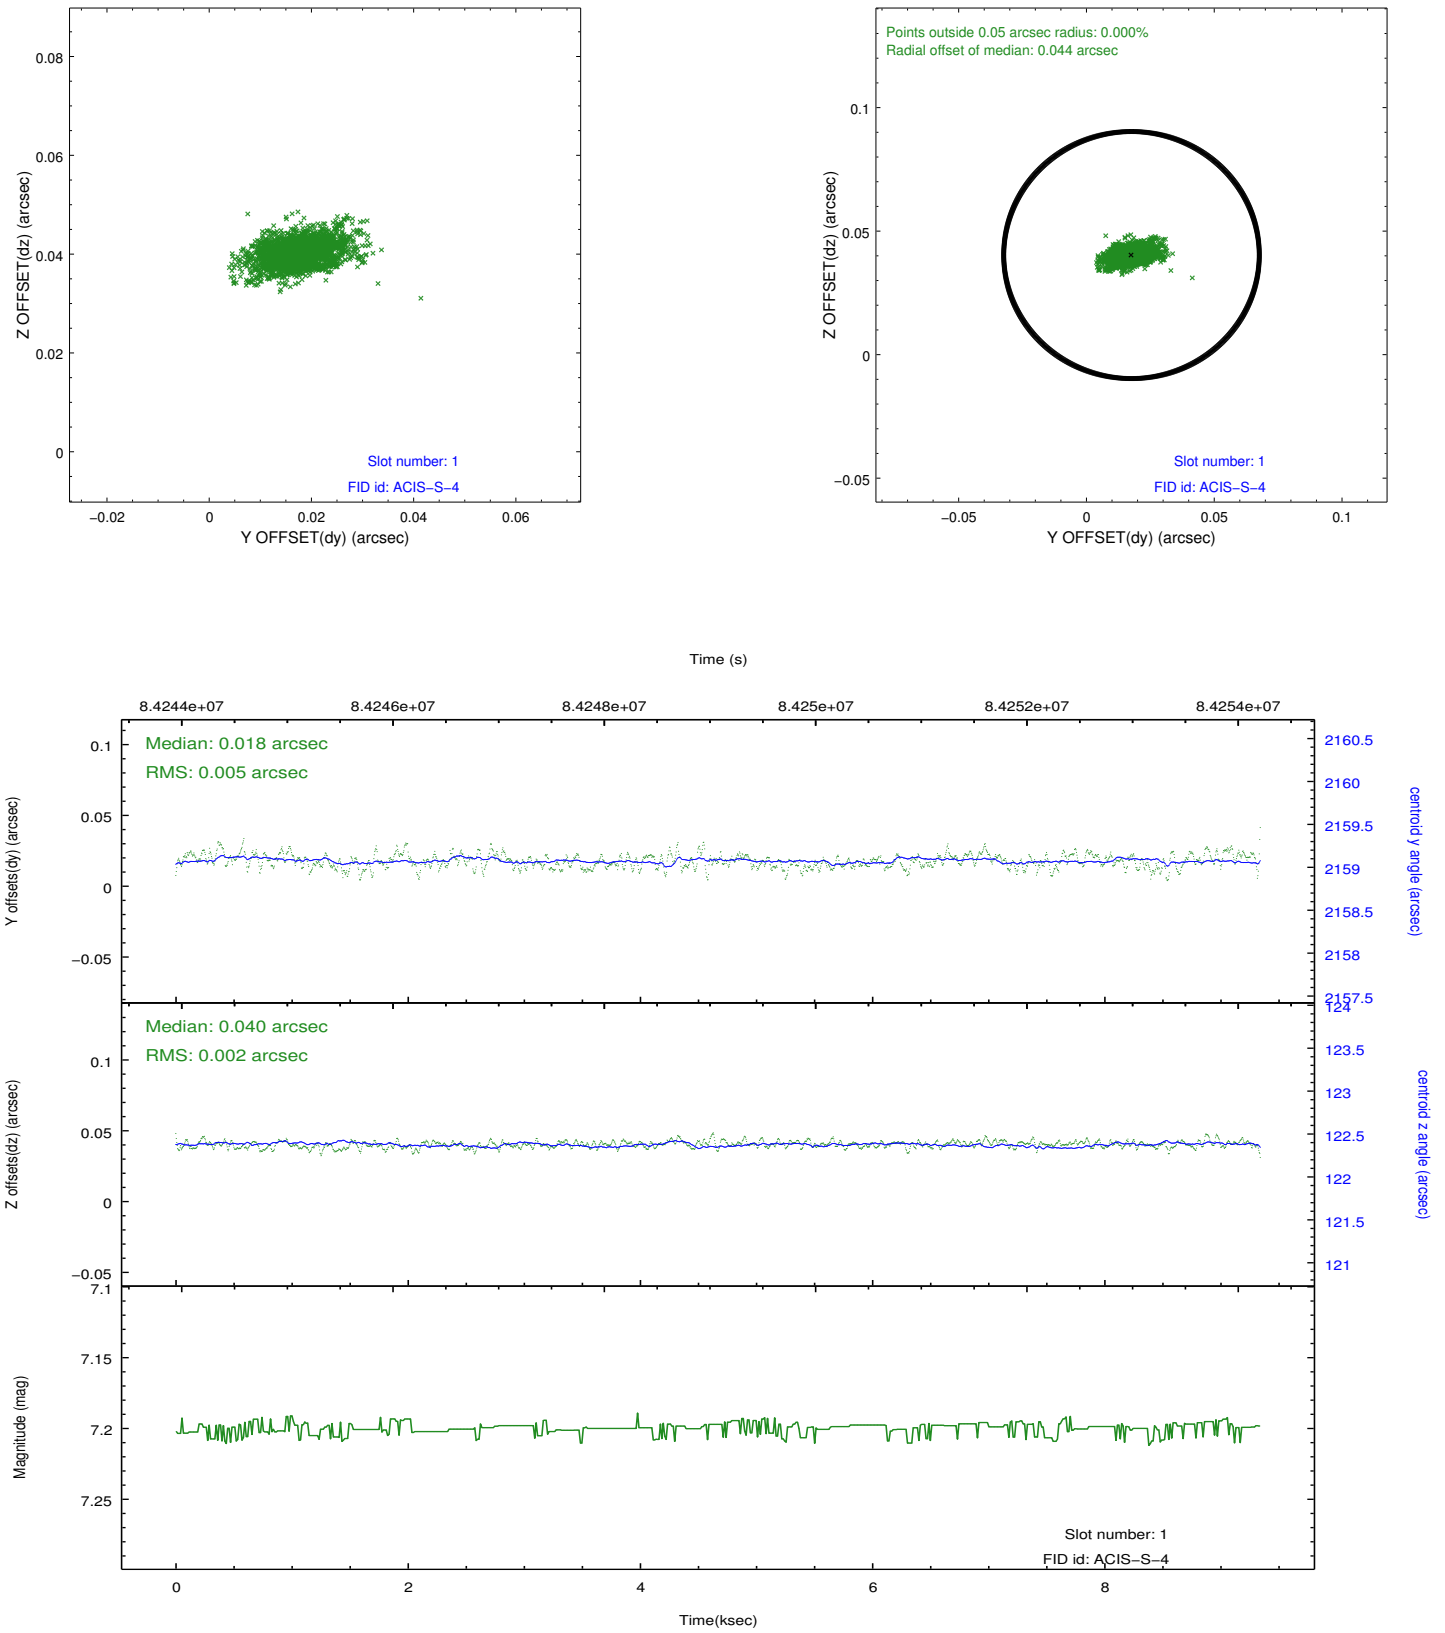 0.08
0.06
0.04
0.02
0
−0.02
0
0.02
0.04
0.06
Z OFFSET(dz) (arcsec)
Y OFFSET(dy) (arcsec)
Slot number: 1
FID id: ACIS−S−4
Points outside 0.05 arcsec radius: 0.000%
Radial offset of median: 0.044 arcsec
0.1
0.05
0
−0.05
−0.05
0
0.05
0.1
Z OFFSET(dz) (arcsec)
Y OFFSET(dy) (arcsec)
Slot number: 1
FID id: ACIS−S−4
Time (s)
8.4244e+07
8.4246e+07
8.4248e+07
8.425e+07
8.4252e+07
8.4254e+07
Median: 0.018 arcsec
RMS: 0.005 arcsec
0.1
0.05
0
−0.05
Y offsets(dy) (arcsec)
2160.5
2160
2159.5
2159
2158.5
2158
2157.5
centroid y angle (arcsec)
Median: 0.040 arcsec
RMS: 0.002 arcsec
0.1
0.05
0
−0.05
Z offsets(dz) (arcsec)
124
123.5
123
122.5
122
121.5
121
centroid z angle (arcsec)
7.1
7.15
7.2
7.25
Magnitude (mag)
Slot number: 1
FID id: ACIS−S−4
0
2
4
6
8
Time(ksec)